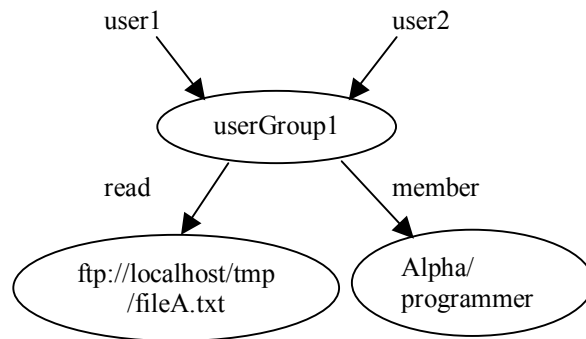 user1
user2
userGroup1
read
member
ftp://localhost/tmp
/fileA.txt
Alpha/
programmer